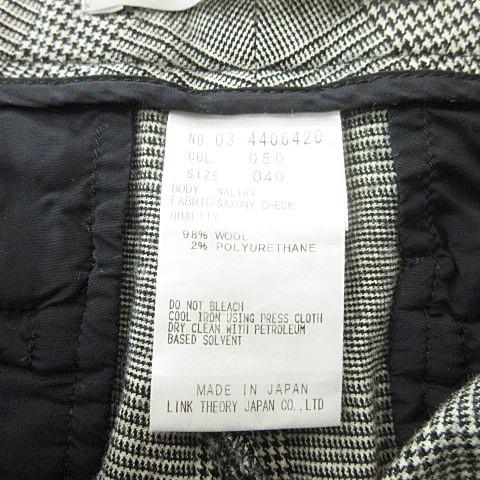 NO. 03-4406420
COL. 050
SIZE 040
BODY NALIAN
FABRIC SAXONY CHECK
QUALITY
98% WOOL
2% POLYURETHANE
DO NOT BLEACH
COOL IRON USING PRESS CLOTH
DRY CLEAN WITH PETROLEUM
BASED SOLVENT
MADE IN JAPAN
LINK THEORY JAPAN CO., LTD